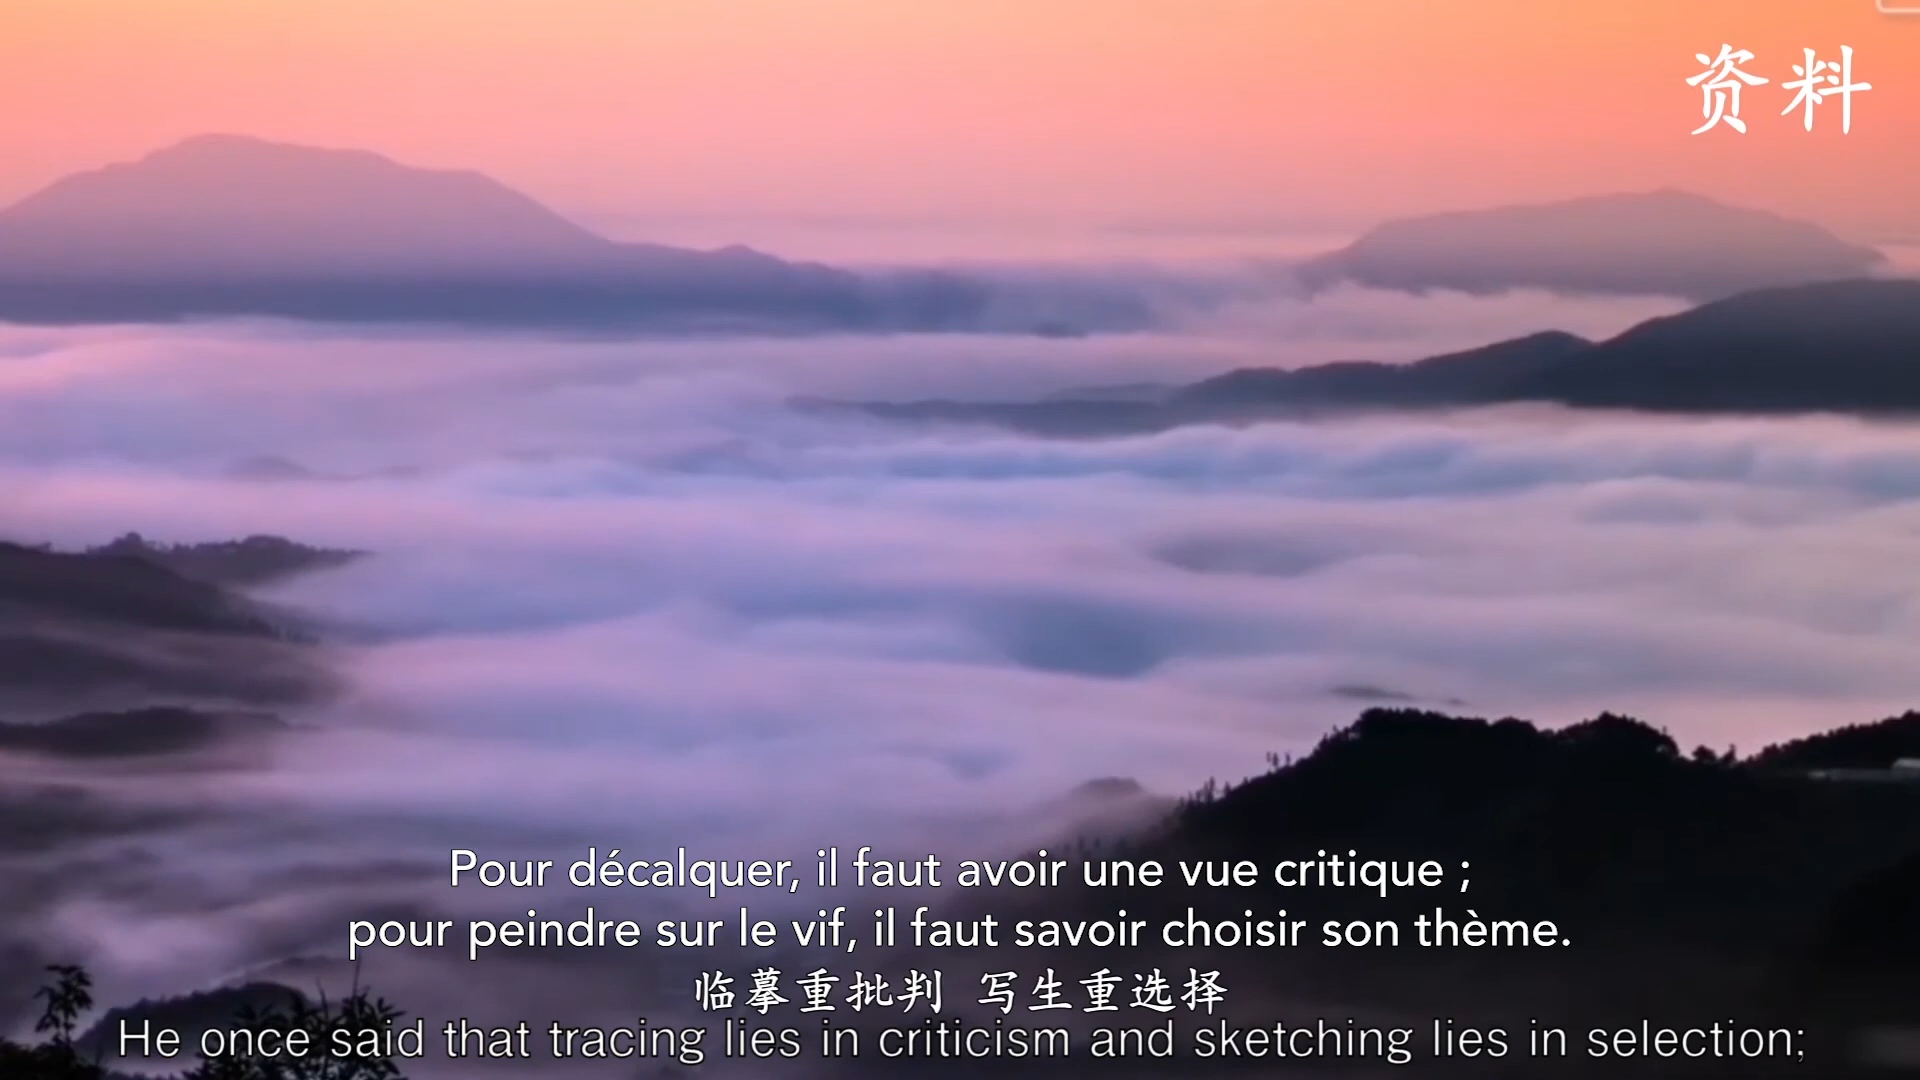 资料
Pour décalquer, il faut avoir une vue critique ;
pour peindre sur le vif, il faut savoir choisir son thème.
临摹重批判 写生重选择
He once said that tracing lies in criticism and sketching lies in selection;